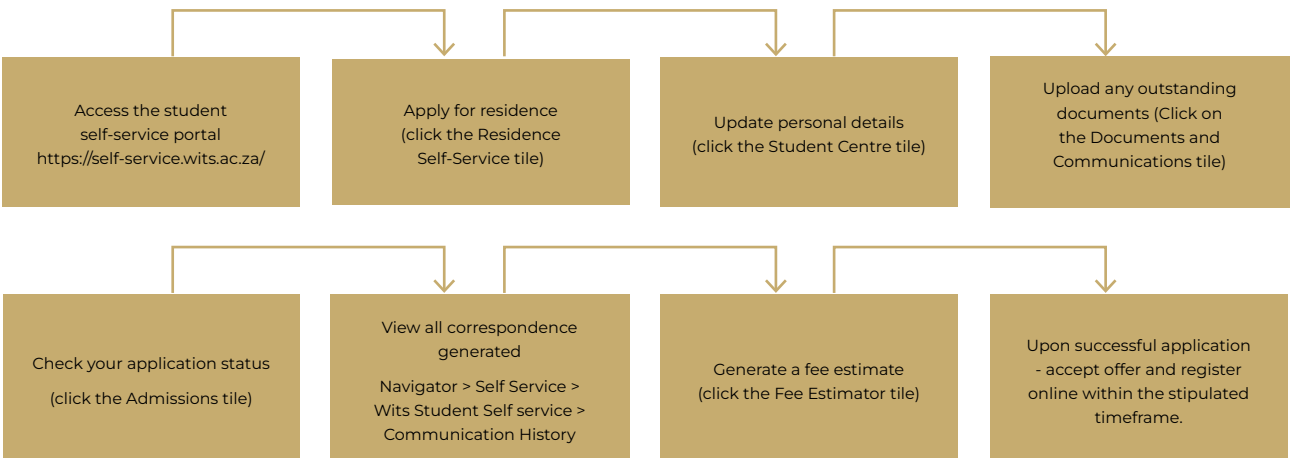 Access the student
self-service portal
https://self-service.wits.ac.za/
Apply for residence
(click the Residence
Self-Service tile)
Update personal details
(click the Student Centre tile)
Upload any outstanding
documents (Click on
the Documents and
Communications tile)
Check your application status
(click the Admissions tile)
View all correspondence
generated
Navigator > Self Service >
Wits Student Self service >
Communication History
Generate a fee estimate
(click the Fee Estimator tile)
Upon successful application
- accept offer and register
online within the stipulated
timeframe.